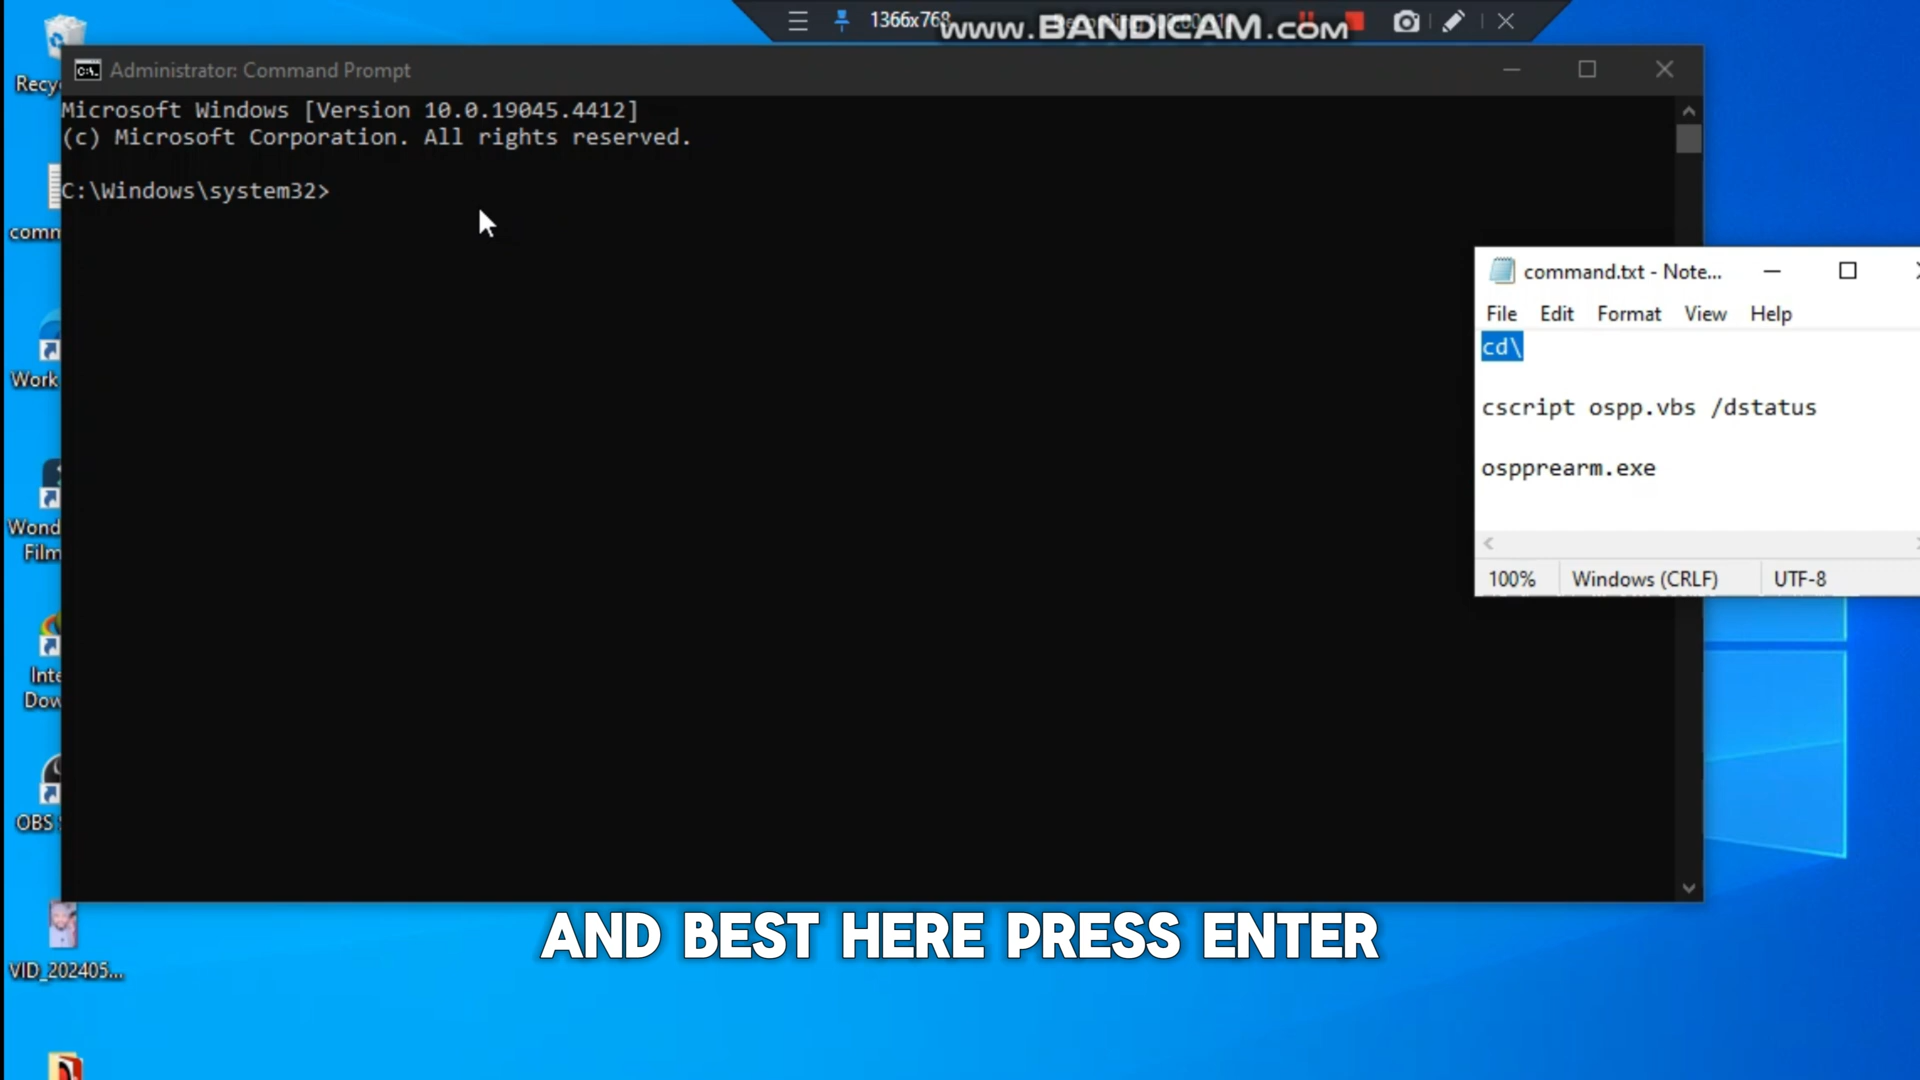 1366x768
www.BANDICAM.com
Administrator: Command Prompt
Microsoft Windows [Version 10.0.19045.4412]
(c) Microsoft Corporation. All rights reserved.
C:\Windows\system32>
Recy
comm
Work
Wond
Film
Inte
Dow
OBS
VID_202405...
command.txt - Note...
File Edit Format View Help
cd\
cscript ospp.vbs /dstatus
ospprearm.exe
100% Windows (CRLF) UTF-8
AND BEST HERE PRESS ENTER